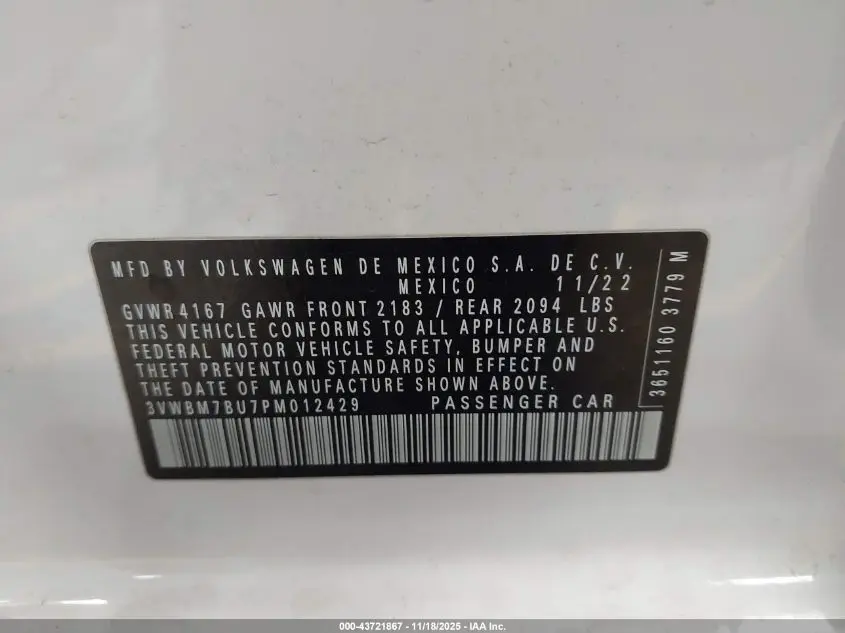 MFD BY VOLKSWAGEN DE MEXICO S.A. DE C.V.
MEXICO 11/22
GVWR 4167 GAWR FRONT 2183 / REAR 2094 LBS
THIS VEHICLE CONFORMS TO ALL APPLICABLE U.S.
FEDERAL MOTOR VEHICLE SAFETY, BUMPER AND
THEFT PREVENTION STANDARDS IN EFFECT ON
THE DATE OF MANUFACTURE SHOWN ABOVE.
3VWBM7BU7PM012429 PASSENGER CAR
3651160 3779 M
000-43721867 - 11/18/2025 - IAA Inc.